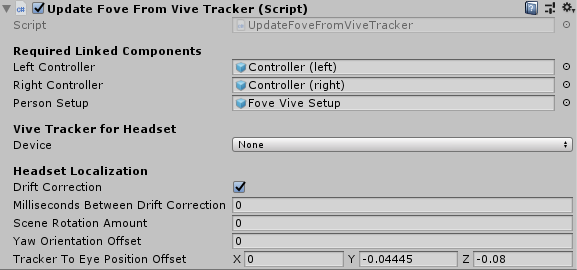 Update Fove From Vive Tracker (Script)
Script UpdateFoveFromViveTracker
Required Linked Components
Left Controller Controller (left)
Right Controller Controller (right)
Person Setup Fove Vive Setup
Vive Tracker for Headset
Device None
Headset Localization
Drift Correction
Milliseconds Between Drift Correction 0
Scene Rotation Amount 0
Yaw Orientation Offset 0
Tracker To Eye Position Offset X 0 Y -0.04445 Z -0.08